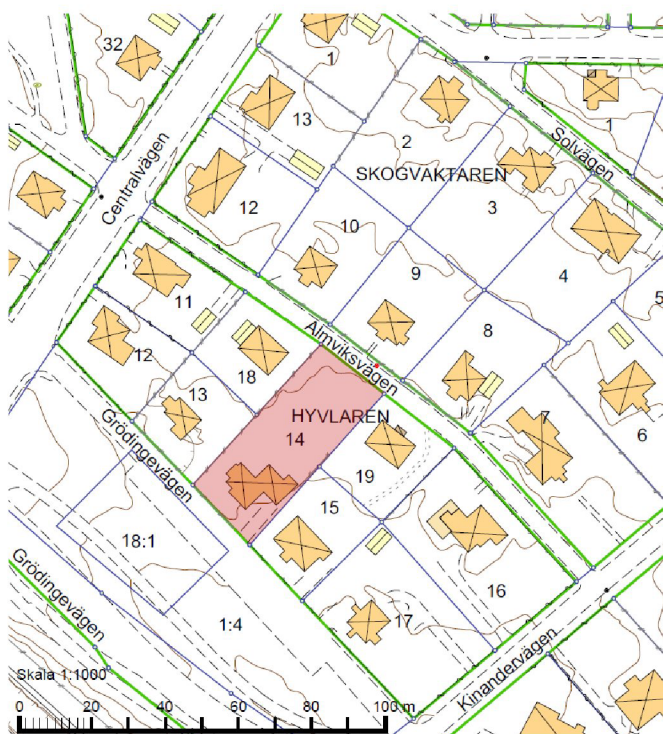 32
1
13
2
SKOGVAKTAREN
Solvägen
1
Centralvägen
12
3
10
9
4
5
11
8
Almviksvägen
12
18
13
HYVLAREN
14
7
6
19
Grödingevägen
15
18:1
16
17
1:4
Grödingevägen
Kinandervägen
Skala 1:1000
0 20 40 60 80 100 m